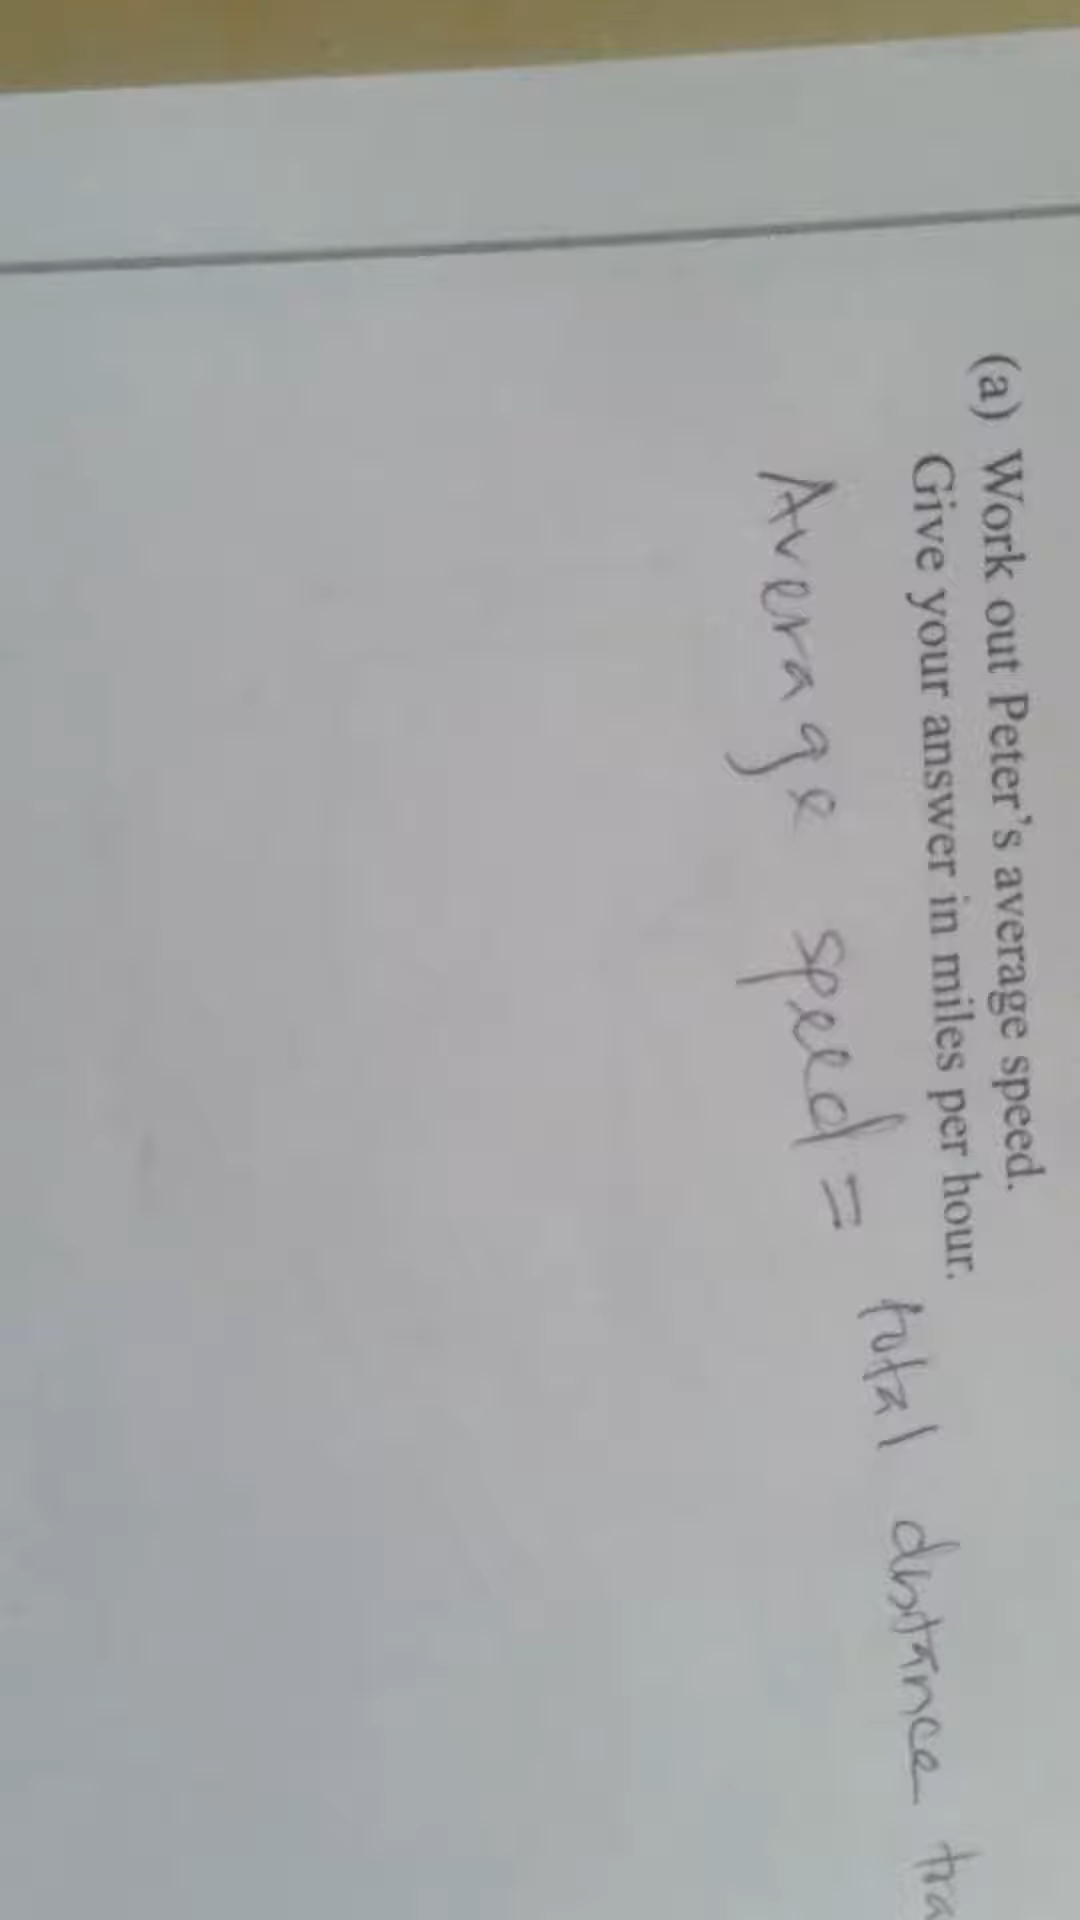 (a) Work out Peter's average speed.
Give your answer in miles per hour.
Average speed = total distance